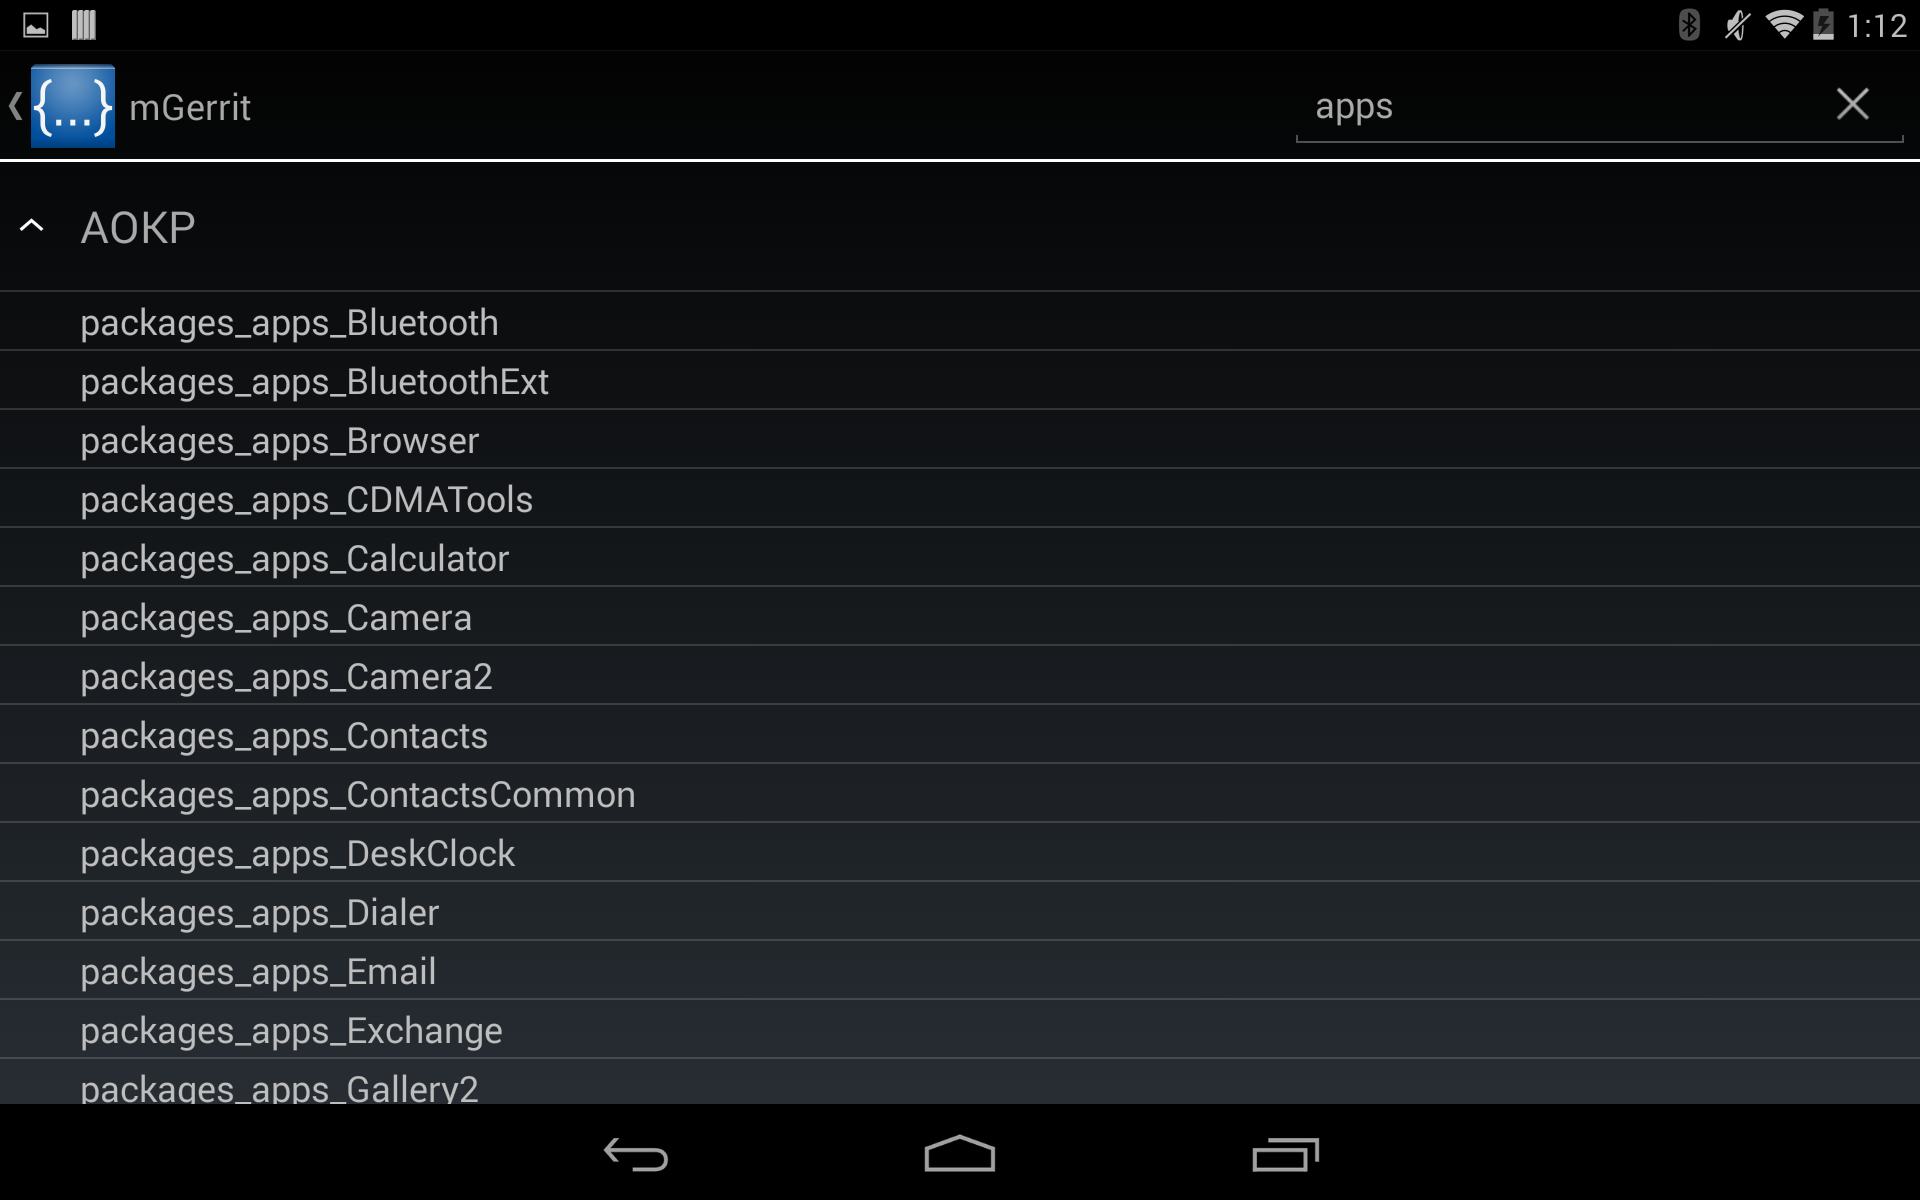 1:12
{...} mGerrit
apps
AOKP
packages_apps_Bluetooth
packages_apps_BluetoothExt
packages_apps_Browser
packages_apps_CDMATools
packages_apps_Calculator
packages_apps_Camera
packages_apps_Camera2
packages_apps_Contacts
packages_apps_ContactsCommon
packages_apps_DeskClock
packages_apps_Dialer
packages_apps_Email
packages_apps_Exchange
packages_apps_Gallery2